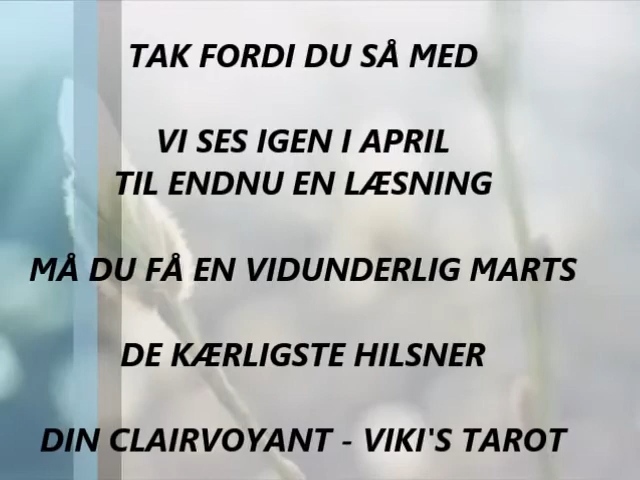 TAK FORDI DU SÅ MED
VI SES IGEN I APRIL
TIL ENDNU EN LÆSNING
MÅ DU FÅ EN VIDUNDERLIG MARTS
DE KÆRLIGSTE HILSNER
DIN CLAIRVOYANT - VIKI'S TAROT